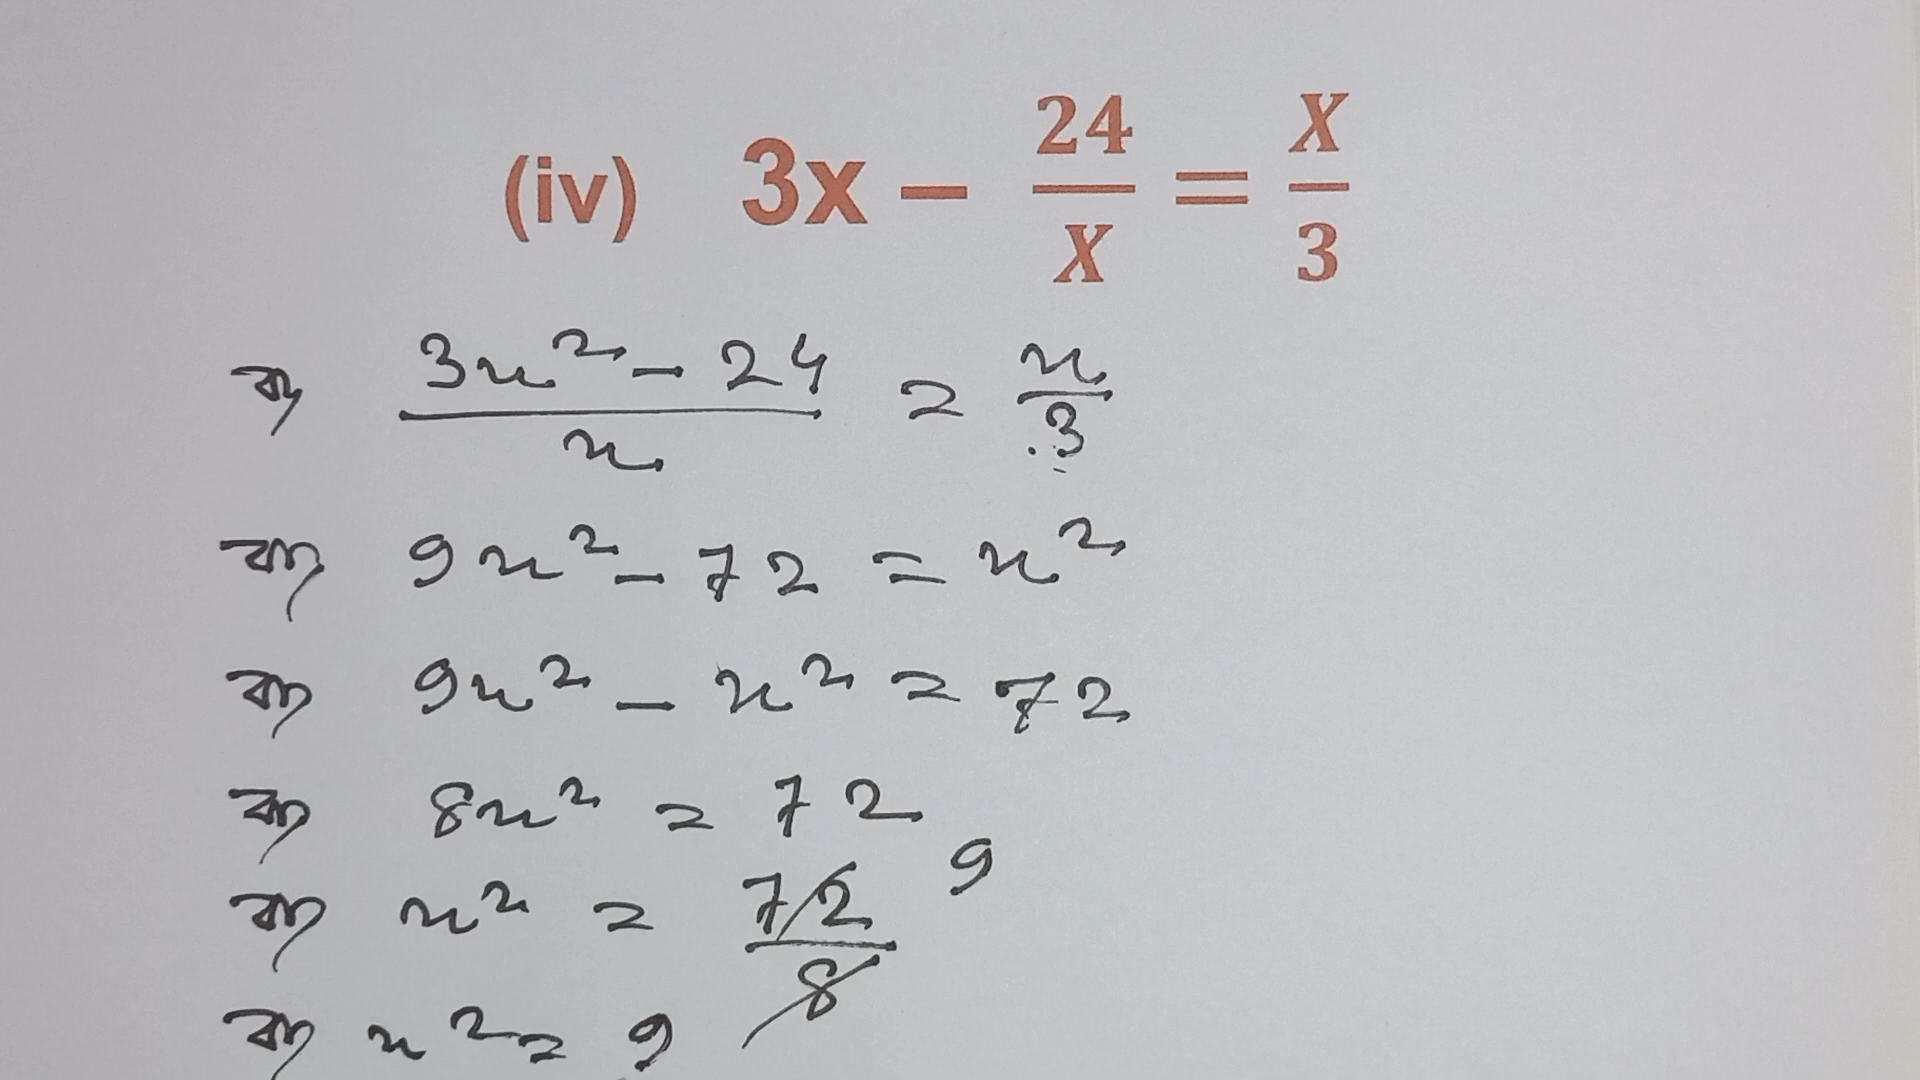 (iv) 3x − 24/X = X/3
বা, (3x² − 24)/x = x/3
বা, 9x² − 72 = x²
বা, 9x² − x² = 72
বা, 8x² = 72
বা, x² = 72/8 9
বা, x² = 9